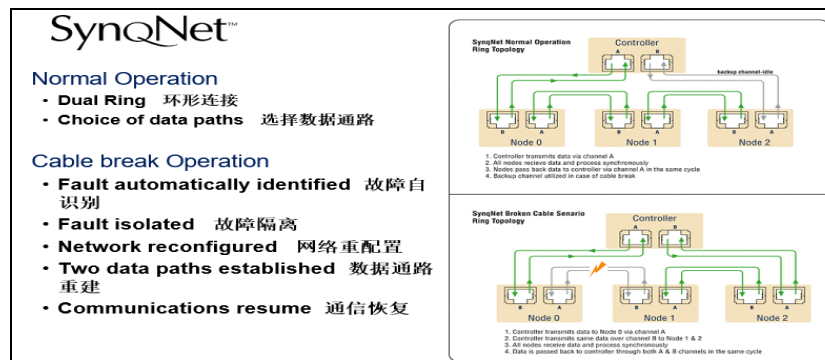 SynqNet™
Normal Operation
• Dual Ring 环形连接
• Choice of data paths 选择数据通路
Cable break Operation
• Fault automatically identified 故障自
识别
• Fault isolated 故障隔离
• Network reconfigured 网络重配置
• Two data paths established 数据通路
重建
• Communications resume 通信恢复
SynqNet Normal Operation
Ring Topology
Controller
A B
backup channel-idle
B A B A B A
Node 0 Node 1 Node 2
1. Controller transmits data via channel A
2. All nodes recieve data and process synchronously
3. Nodes pass back data to controller via channel A in the same cycle
4. Backup channel utilized in case of cable break
SynqNet Broken Cable Senario
Ring Topology
Controller
A B
B A B A B A
Node 0 Node 1 Node 2
1. Controller transmits data to Node 0 via channel A
2. Controller transmits same data over channel B to Node 1 & 2
3. All nodes receive data and process synchronously
4. Data is passed back to controller through both A & B channels in the same cycle